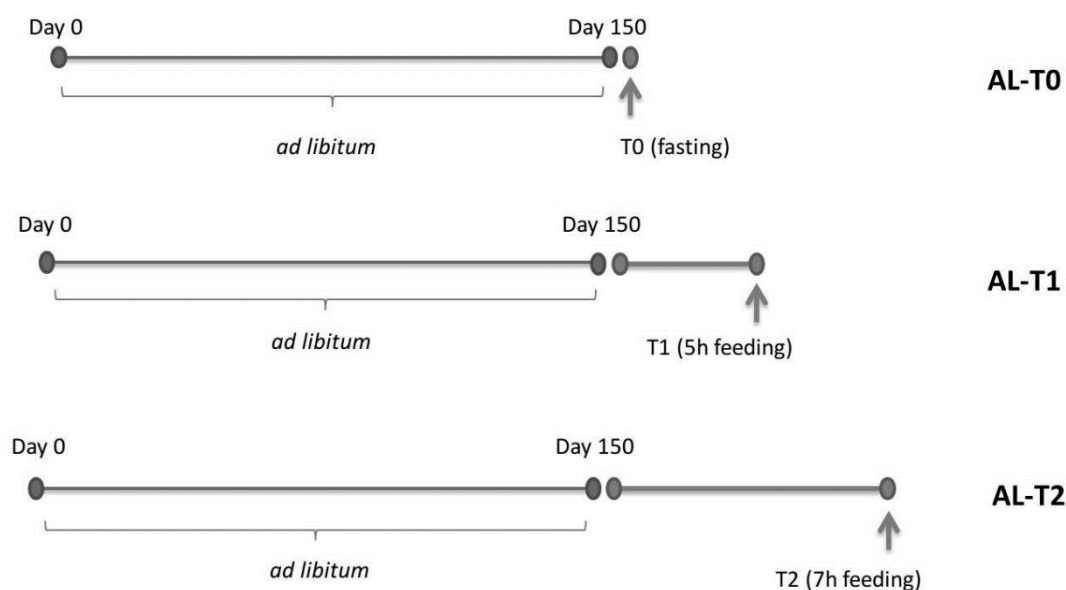 Day 0 Day 150
AL-T0
ad libitum T0 (fasting)
Day 0 Day 150
AL-T1
ad libitum T1 (5h feeding)
Day 0 Day 150
AL-T2
ad libitum T2 (7h feeding)